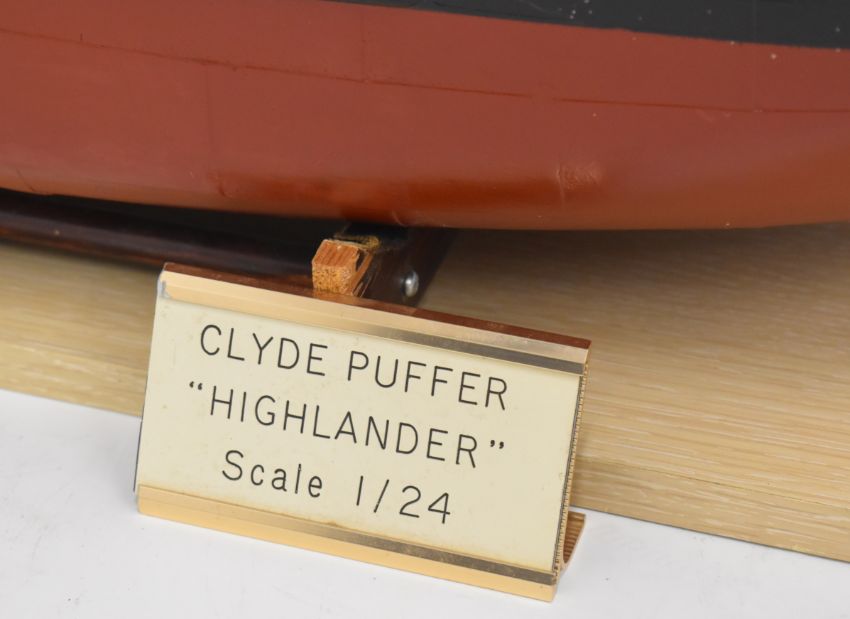 CLYDE PUFFER
“HIGHLANDER”
Scale 1/24